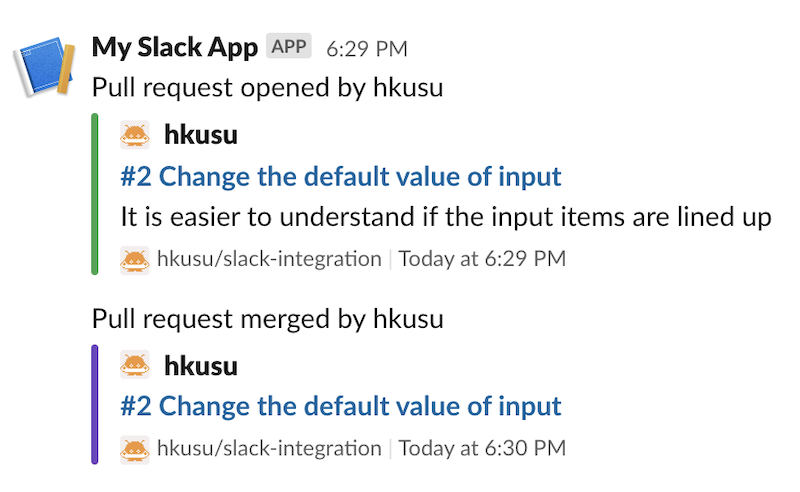 My Slack App APP 6:29 PM
Pull request opened by hkusu
hkusu
#2 Change the default value of input
It is easier to understand if the input items are lined up
hkusu/slack-integration | Today at 6:29 PM
Pull request merged by hkusu
hkusu
#2 Change the default value of input
hkusu/slack-integration | Today at 6:30 PM